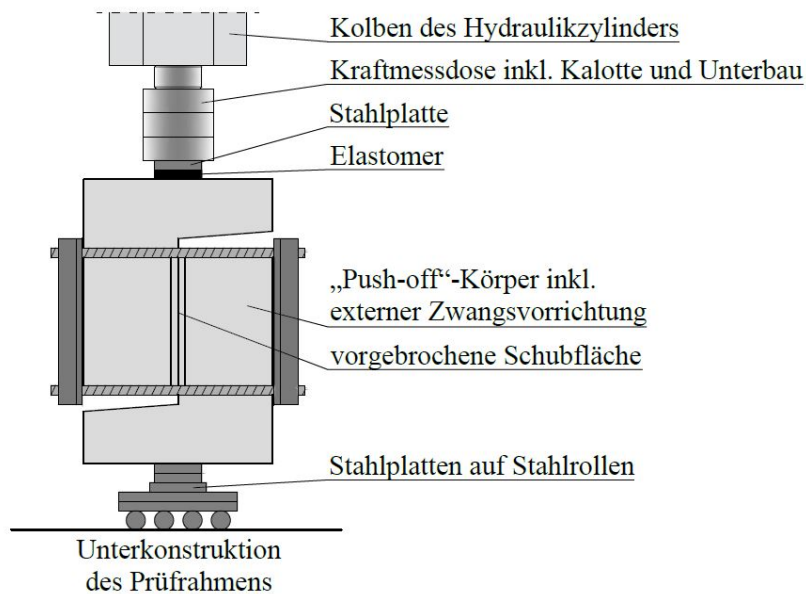 Kolben des Hydraulikzylinders
Kraftmessdose inkl. Kalotte und Unterbau
Stahlplatte
Elastomer
„Push-off“-Körper inkl.
externer Zwangsvorrichtung
vorgebrochene Schubfläche
Stahlplatten auf Stahlrollen
Unterkonstruktion
des Prüfrahmens